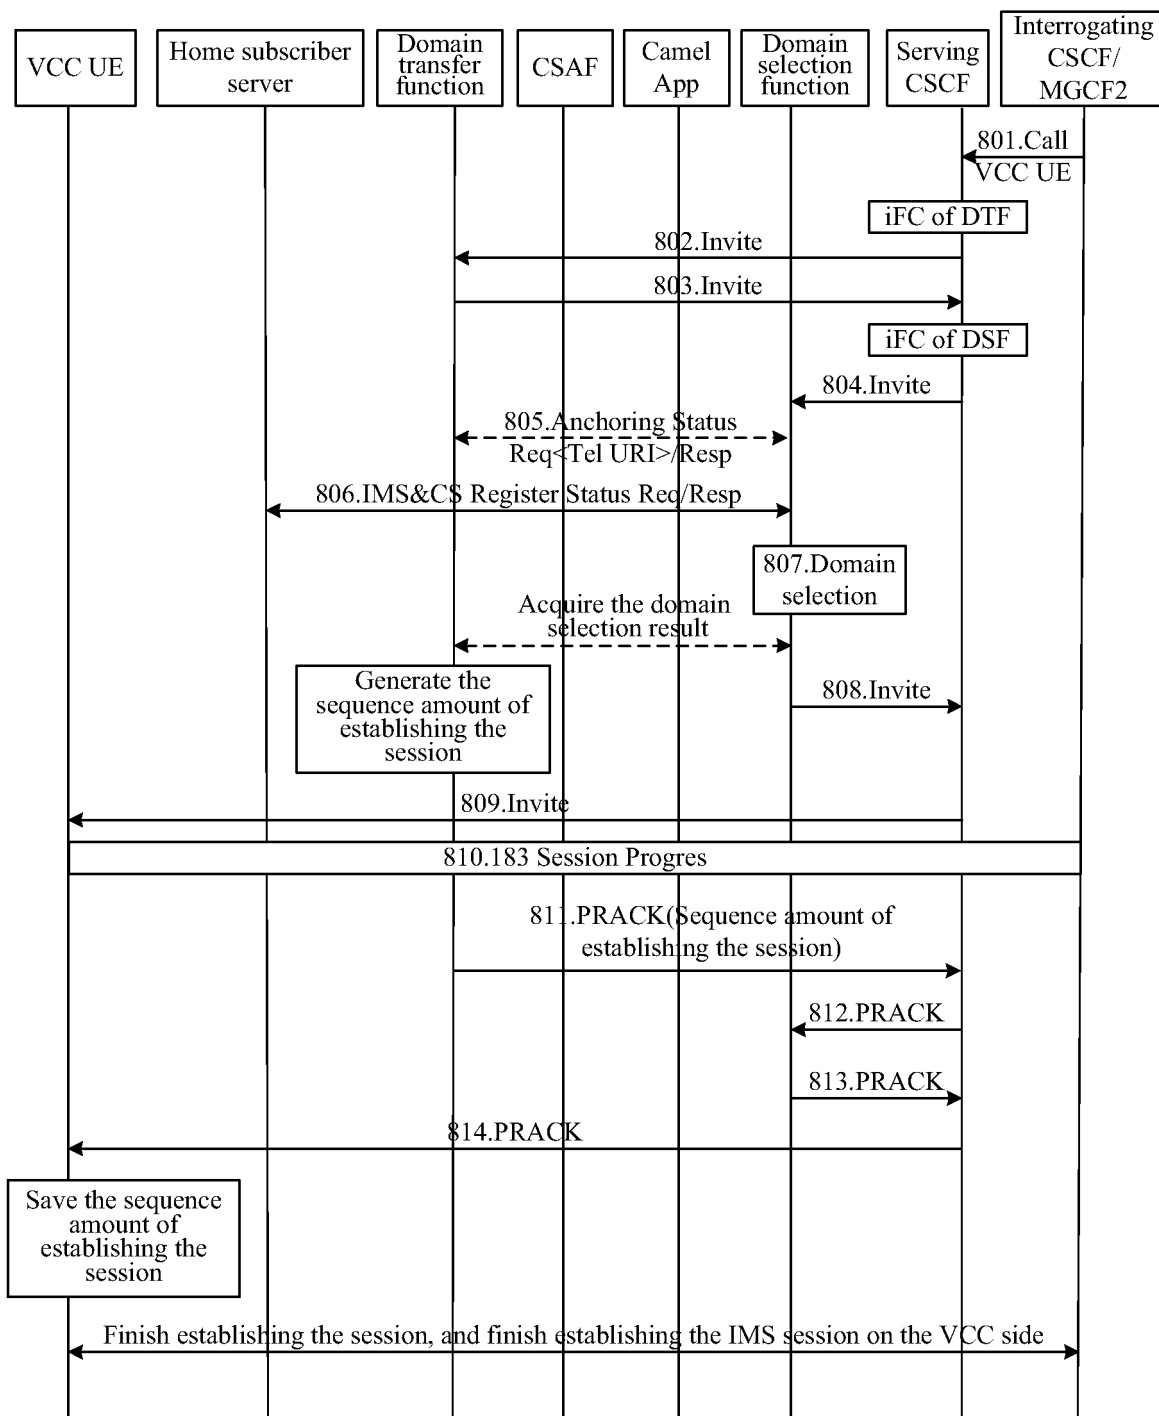 VCC UE
Home subscriber
server
Domain
transfer
function
CSAF
Camel
App
Domain
selection
function
Serving
CSCF
Interrogating
CSCF/
MGCF2
801.Call
VCC UE
iFC of DTF
802.Invite
803.Invite
iFC of DSF
804.Invite
805.Anchoring Status
Req<Tel URI>/Resp
806.IMS&CS Register Status Req/Resp
807.Domain
selection
Acquire the domain
selection result
Generate the
sequence amount of
establishing the
session
808.Invite
809.Invite
810.183 Session Progres
811.PRACK(Sequence amount of
establishing the session)
812.PRACK
813.PRACK
814.PRACK
Save the sequence
amount of
establishing the
session
Finish establishing the session, and finish establishing the IMS session on the VCC side